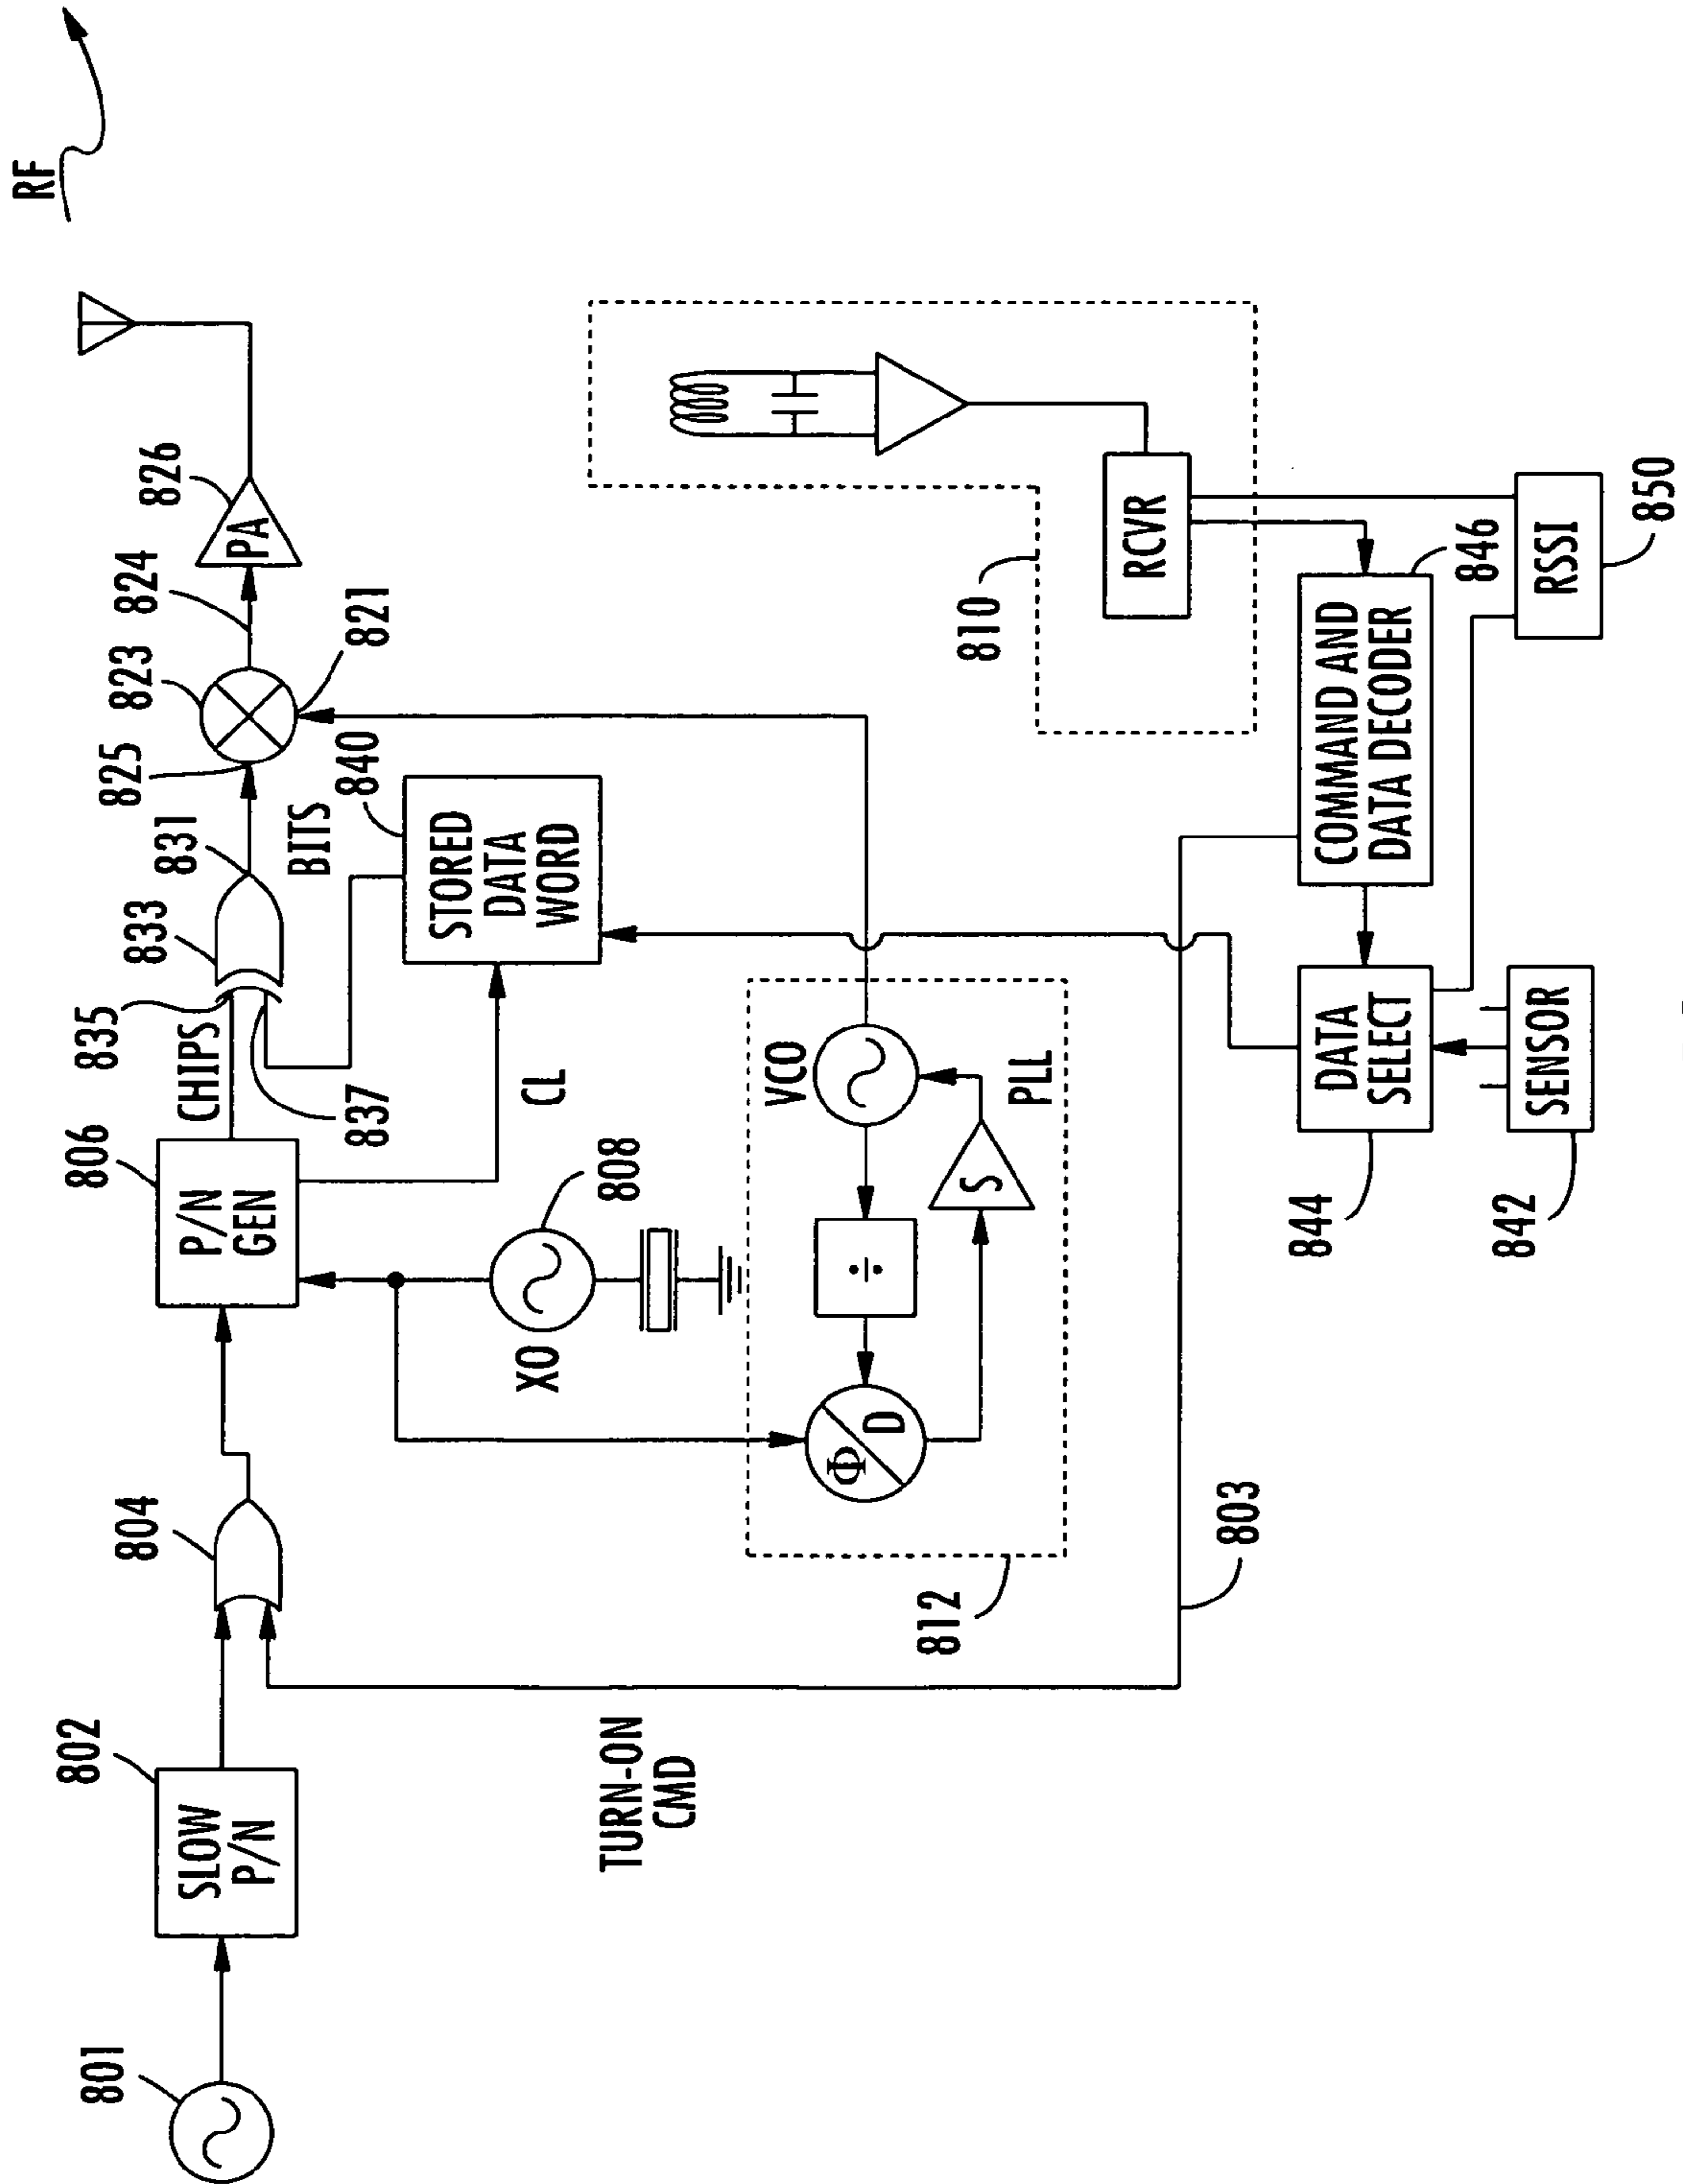 RF
801
802
SLOW
P/N
804
806
P/N
GEN
CHIPS
835
833
831
825
823
824
826
PA
821
BITS
837
840
STORED
DATA
WORD
CL
XO
808
TURN-ON
CMD
VCO
÷
Φ
D
S
PLL
812
810
RCVR
803
844
DATA
SELECT
COMMAND AND
DATA DECODER
846
842
SENSOR
RSSI
850